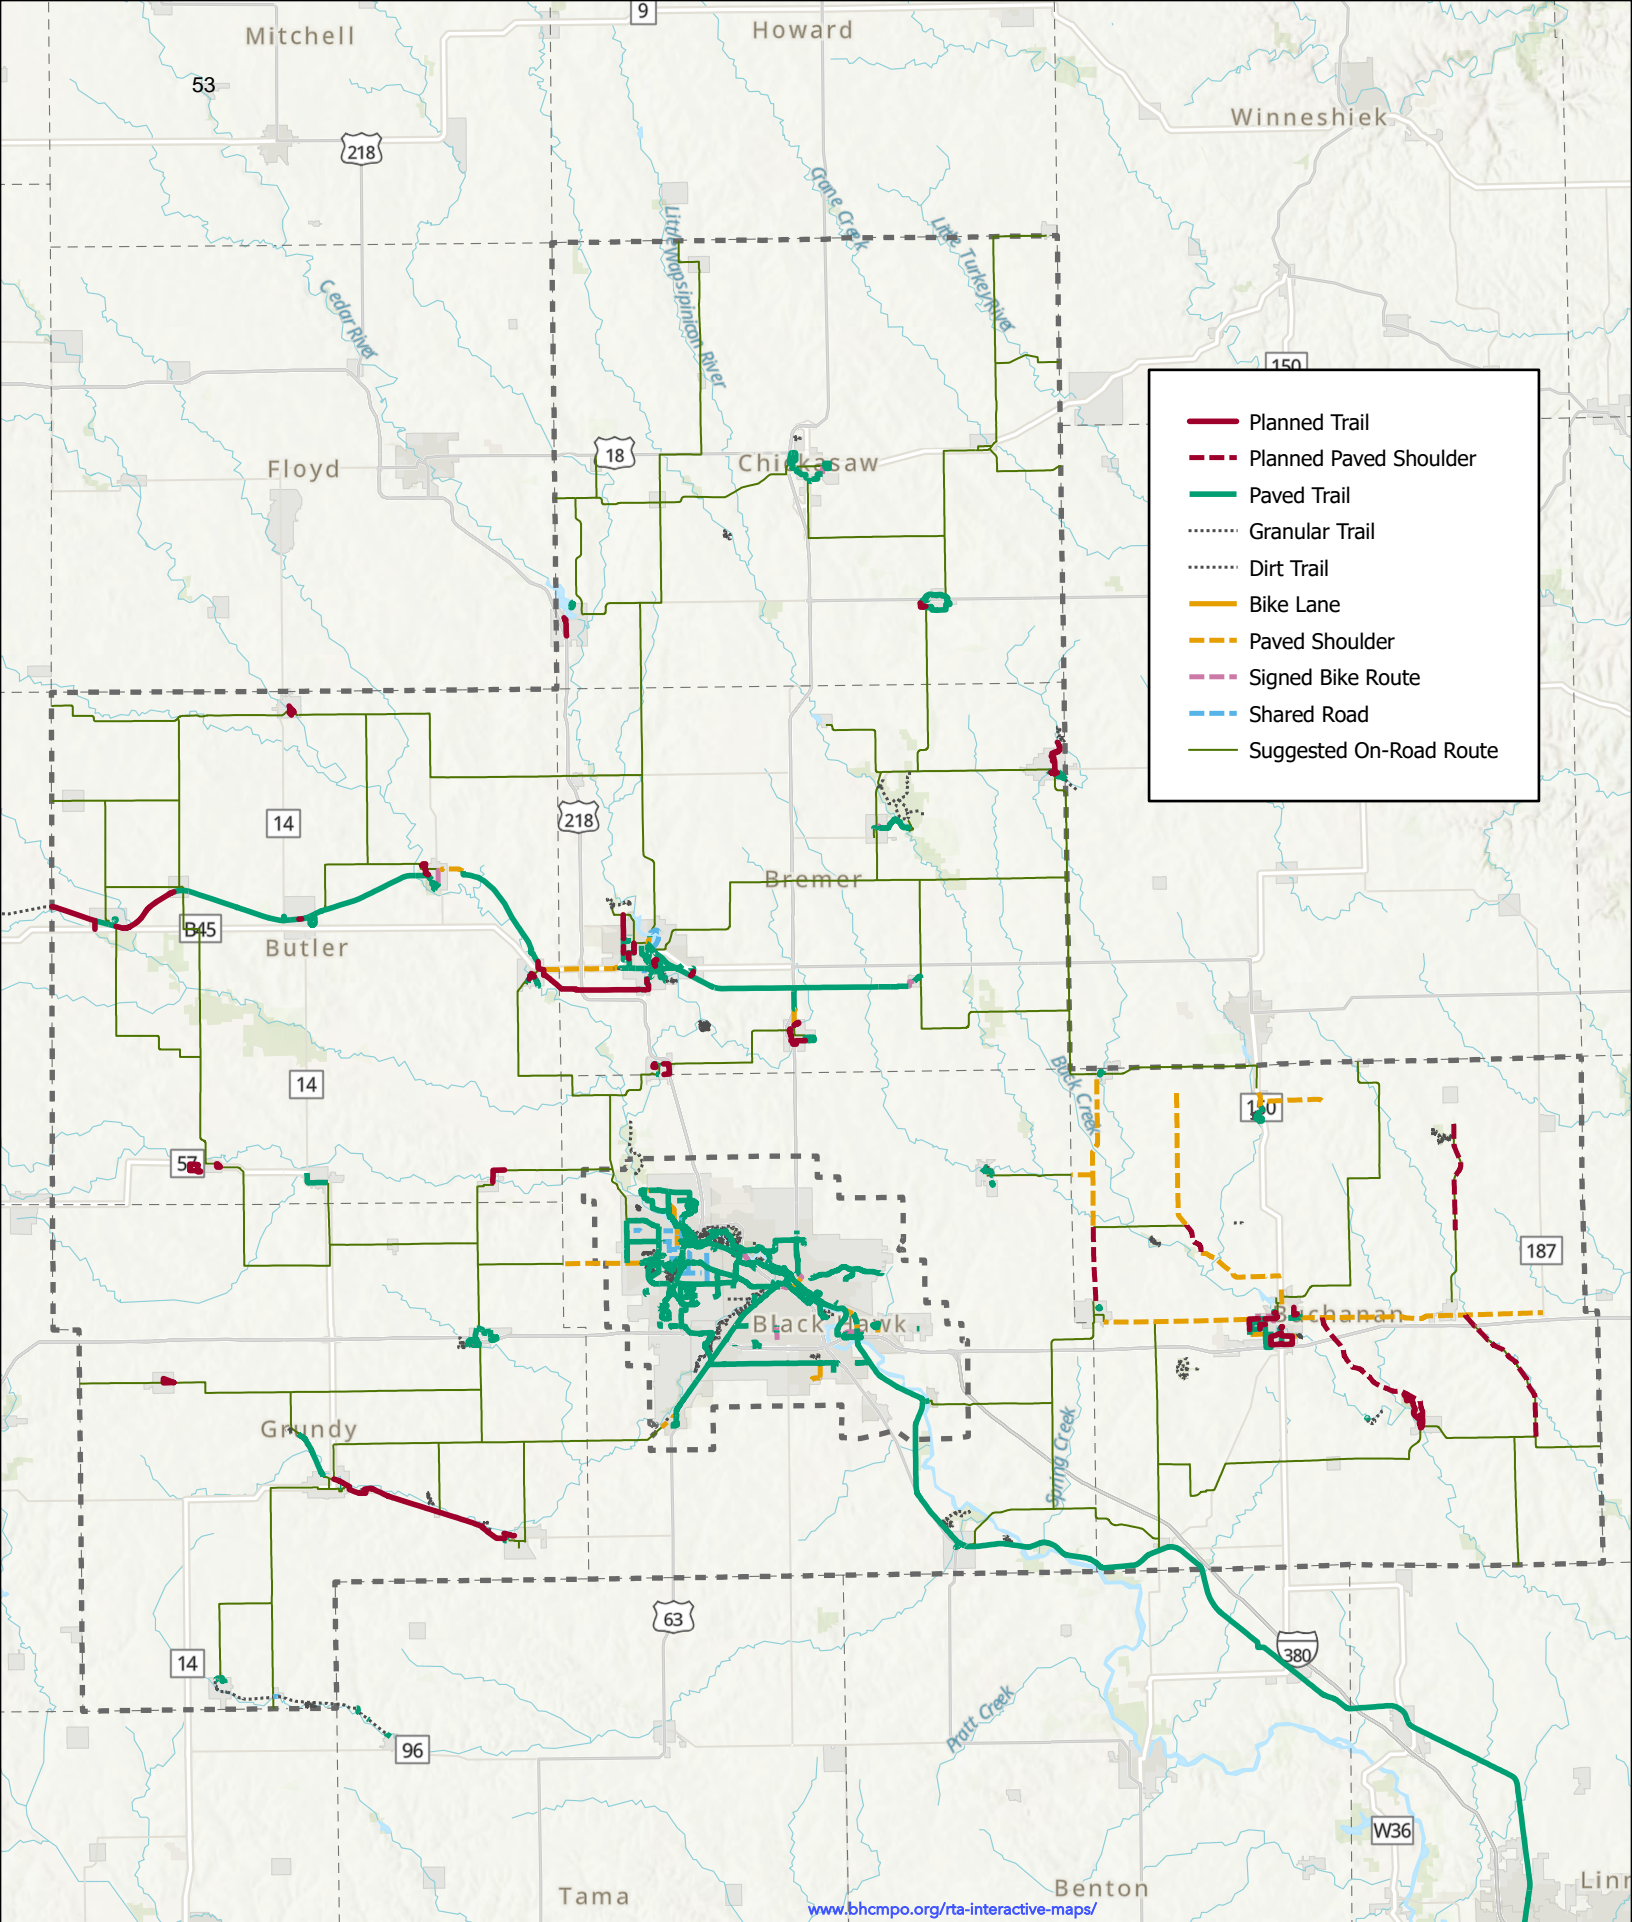 9
Mitchell
Howard
53
Winneshiek
218
Crane Creek
Little Wapsipinicon River
Little Turkey River
Cedar River
150
Planned Trail
Planned Paved Shoulder
Paved Trail
Granular Trail
Dirt Trail
Bike Lane
Paved Shoulder
Signed Bike Route
Shared Road
Suggested On-Road Route
18
Floyd
Chickasaw
14
218
Bremer
B45
Butler
14
Buck Creek
150
57
187
Black Hawk
Buchanan
Grundy
Spring Creek
63
14
380
Pratt Creek
96
W36
Linn
Benton
Tama
www.bhcmpo.org/rta-interactive-maps/